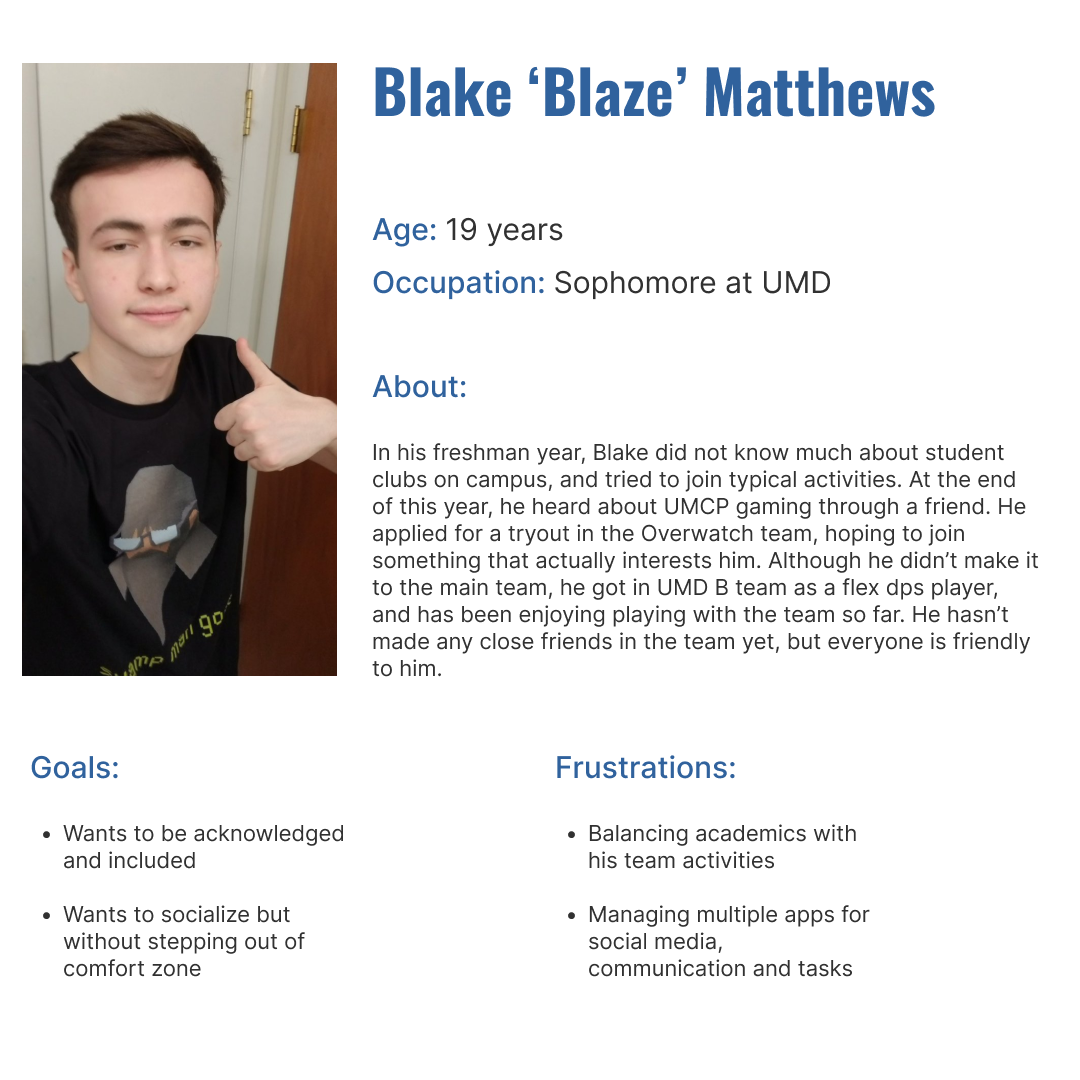 Blake ‘Blaze’ Matthews
Age: 19 years
Occupation: Sophomore at UMD
About:
In his freshman year, Blake did not know much about student
clubs on campus, and tried to join typical activities. At the end
of this year, he heard about UMCP gaming through a friend. He
applied for a tryout in the Overwatch team, hoping to join
something that actually interests him. Although he didn’t make it
to the main team, he got in UMD B team as a flex dps player,
and has been enjoying playing with the team so far. He hasn’t
made any close friends in the team yet, but everyone is friendly
to him.
Goals:
• Wants to be acknowledged
and included
• Wants to socialize but
without stepping out of
comfort zone
Frustrations:
• Balancing academics with
his team activities
• Managing multiple apps for
social media,
communication and tasks